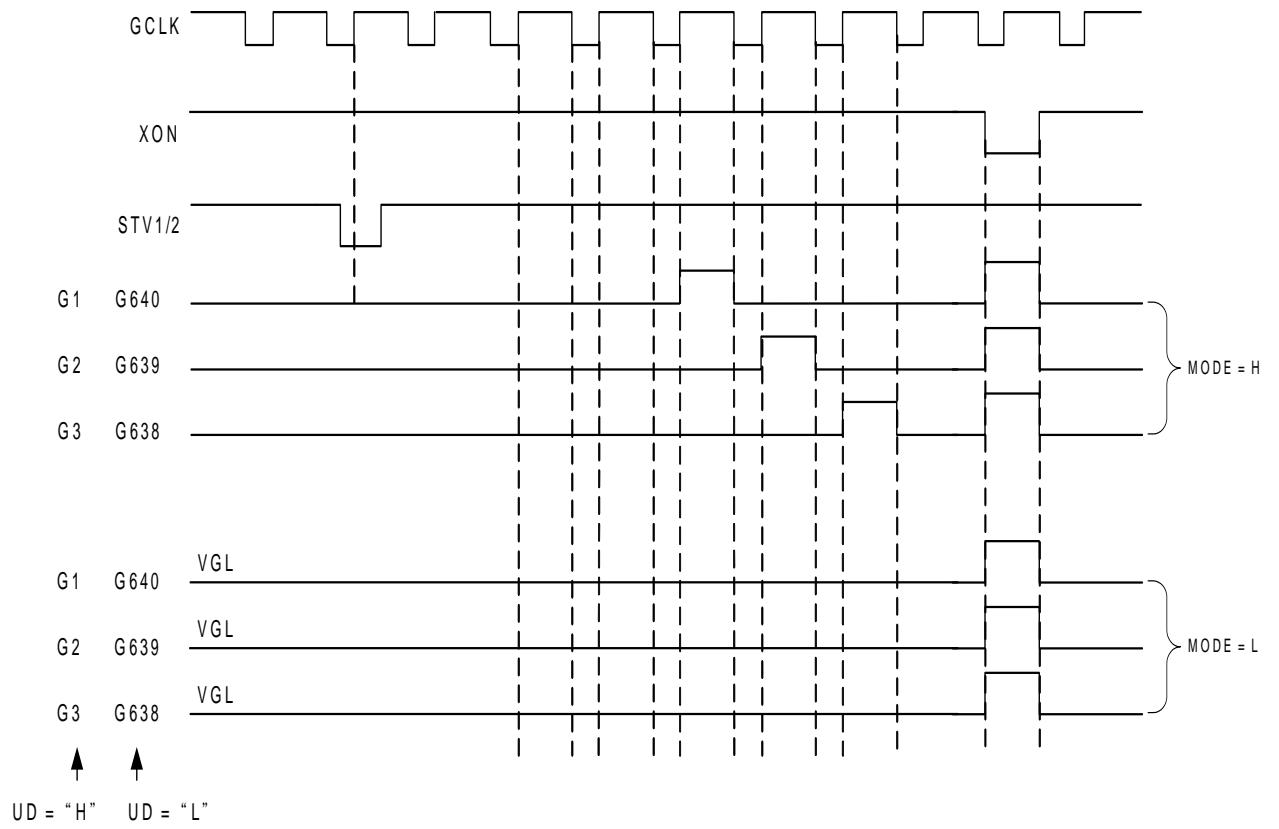 GCLK
XON
STV1/2
G1 G640
G2 G639
MODE = H
G3 G638
VGL
G1 G640
VGL
G2 G639
MODE = L
VGL
G3 G638
UD = “H” UD = “L”